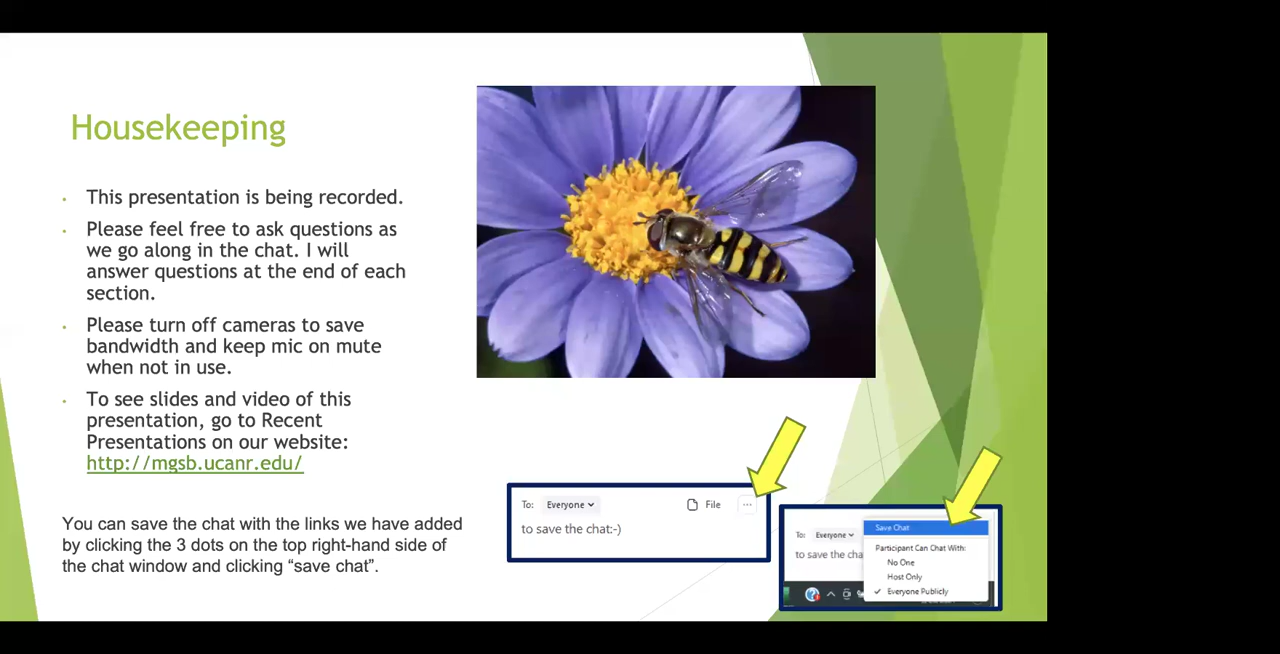 Housekeeping
This presentation is being recorded.
Please feel free to ask questions as
we go along in the chat. I will
answer questions at the end of each
section.
Please turn off cameras to save
bandwidth and keep mic on mute
when not in use.
To see slides and video of this
presentation, go to Recent
Presentations on our website:
http://mgsb.ucanr.edu/
You can save the chat with the links we have added
by clicking the 3 dots on the top right-hand side of
the chat window and clicking “save chat”.
To: Everyone File ...
to save the chat:-)
Save Chat
To: Everyone
Participant Can Chat With:
to save the cha
No One
Host Only
Everyone Publicly